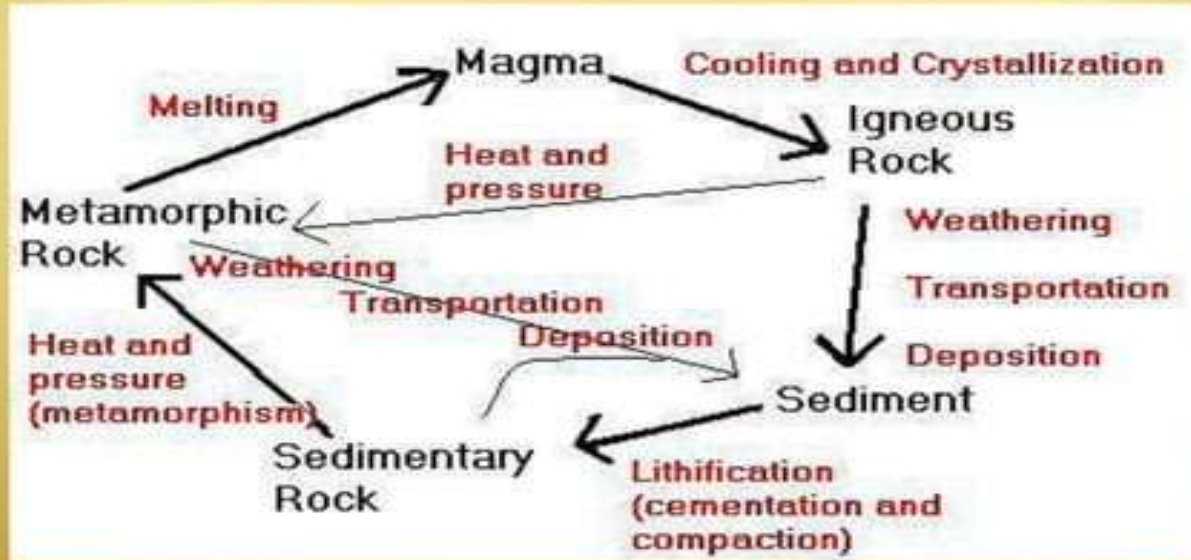 Magma
Cooling and Crystallization
Melting
Igneous
Rock
Heat and
pressure
Metamorphic
Rock
Weathering
Weathering
Transportation
Transportation
Deposition
Deposition
Heat and
pressure
(metamorphism)
Sediment
Sedimentary
Rock
Lithification
(cementation and
compaction)